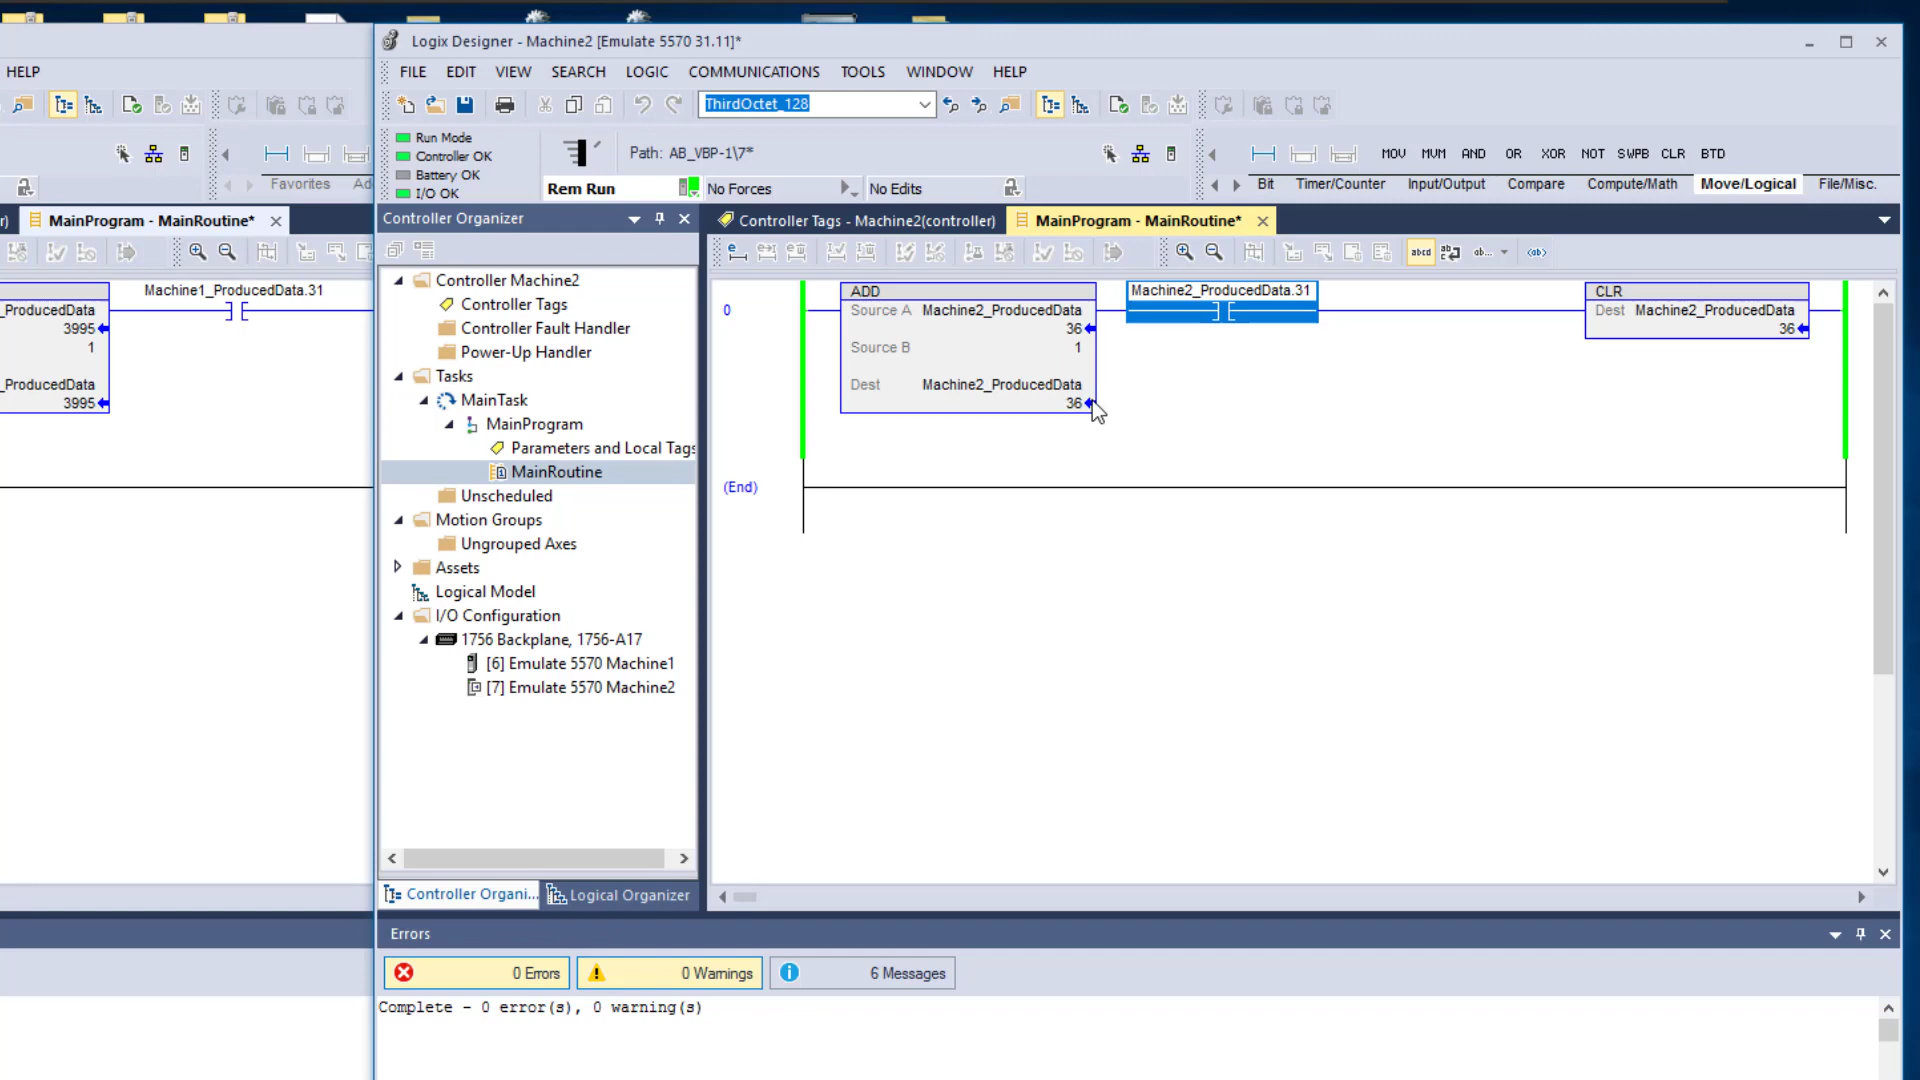 Logix Designer - Machine2 [Emulate 5570 31.11]*
HELP
FILE EDIT VIEW SEARCH LOGIC COMMUNICATIONS TOOLS WINDOW HELP
ThirdOctet_128
Run Mode
Controller OK
Battery OK
I/O OK
Path: AB_VBP-1\7*
Rem Run
No Forces
No Edits
MOV MVM AND OR XOR NOT SWPB CLR BTD
Favorites
Bit Timer/Counter Input/Output Compare Compute/Math Move/Logical File/Misc.
MainProgram - MainRoutine*
Controller Organizer
Controller Tags - Machine2(controller)
MainProgram - MainRoutine*
Machine1_ProducedData.31
_ProducedData
3995
1
_ProducedData
3995
Controller Machine2
Controller Tags
Controller Fault Handler
Power-Up Handler
Tasks
MainTask
MainProgram
Parameters and Local Tags
MainRoutine
Unscheduled
Motion Groups
Ungrouped Axes
Assets
Logical Model
I/O Configuration
1756 Backplane, 1756-A17
[6] Emulate 5570 Machine1
[7] Emulate 5570 Machine2
Controller Organi...
Logical Organizer
abcd
ab...
<ab>
0
ADD
Source A Machine2_ProducedData
36
Source B 1
Dest Machine2_ProducedData
36
Machine2_ProducedData.31
CLR
Dest Machine2_ProducedData
36
(End)
Errors
0 Errors
0 Warnings
6 Messages
Complete - 0 error(s), 0 warning(s)